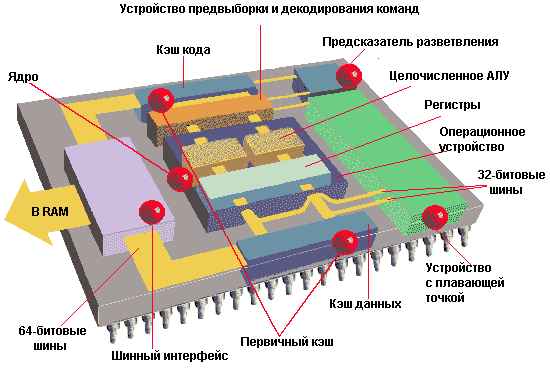 Устройство предвыборки и декодирования команд
Кэш кода
Предсказатель разветвления
Ядро
Целочисленное АЛУ
Регистры
Операционное
устройство
32-битовые
шины
В RAM
Устройство
с плавающей
точкой
Кэш данных
64-битовые
шины
Шинный интерфейс
Первичный кэш